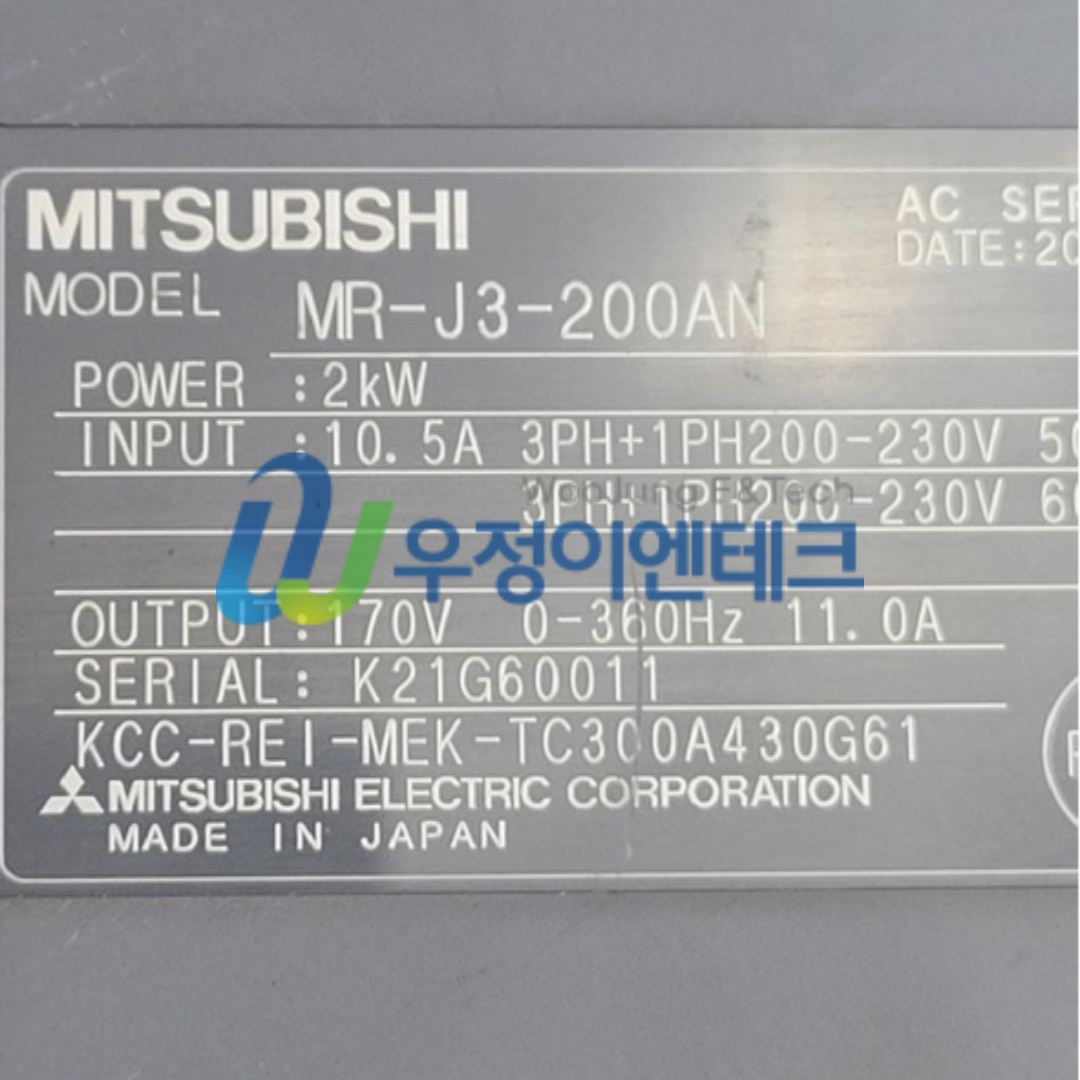 MITSUBISHI
AC SER
DATE:20
MODEL MR-J3-200AN
POWER :2kW
INPUT :10.5A 3PH+1PH200-230V 50
WooJung E&Tech
3PH+1PH200-230V 60
우정이엔테크
OUTPUT:170V 0-360Hz 11.0A
SERIAL: K21G60011
KCC-REI-MEK-TC300A430G61
MITSUBISHI ELECTRIC CORPORATION
MADE IN JAPAN